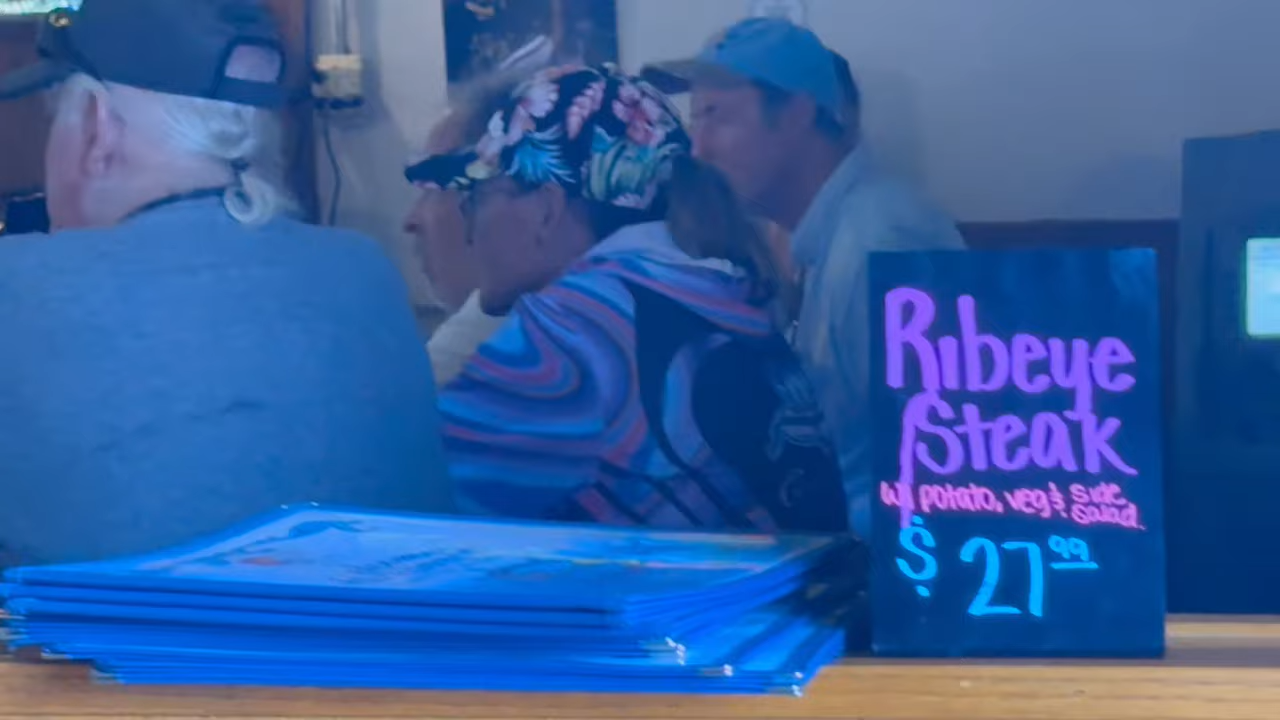 Ribeye
Steak
w/ potato, veg & side
salad.
$27.99